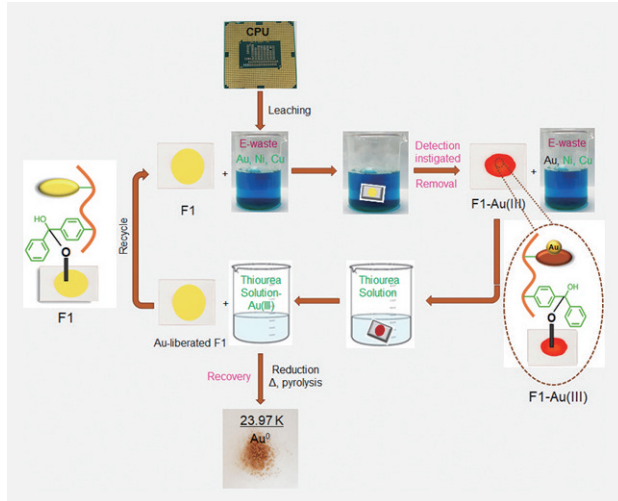 CPU
Leaching
E-waste
Au, Ni, Cu
+
F1
Detection
instigated
Removal
F1-Au(III)
+
E-waste
Au, Ni, Cu
HO
O
F1
Recycle
Au
OH
O
F1-Au(III)
Thiourea
Solution
Thiourea
Solution-
Au(III)
+
Au-liberated F1
Recovery
Reduction
Δ, pyrolysis
23.97 K
Au⁰